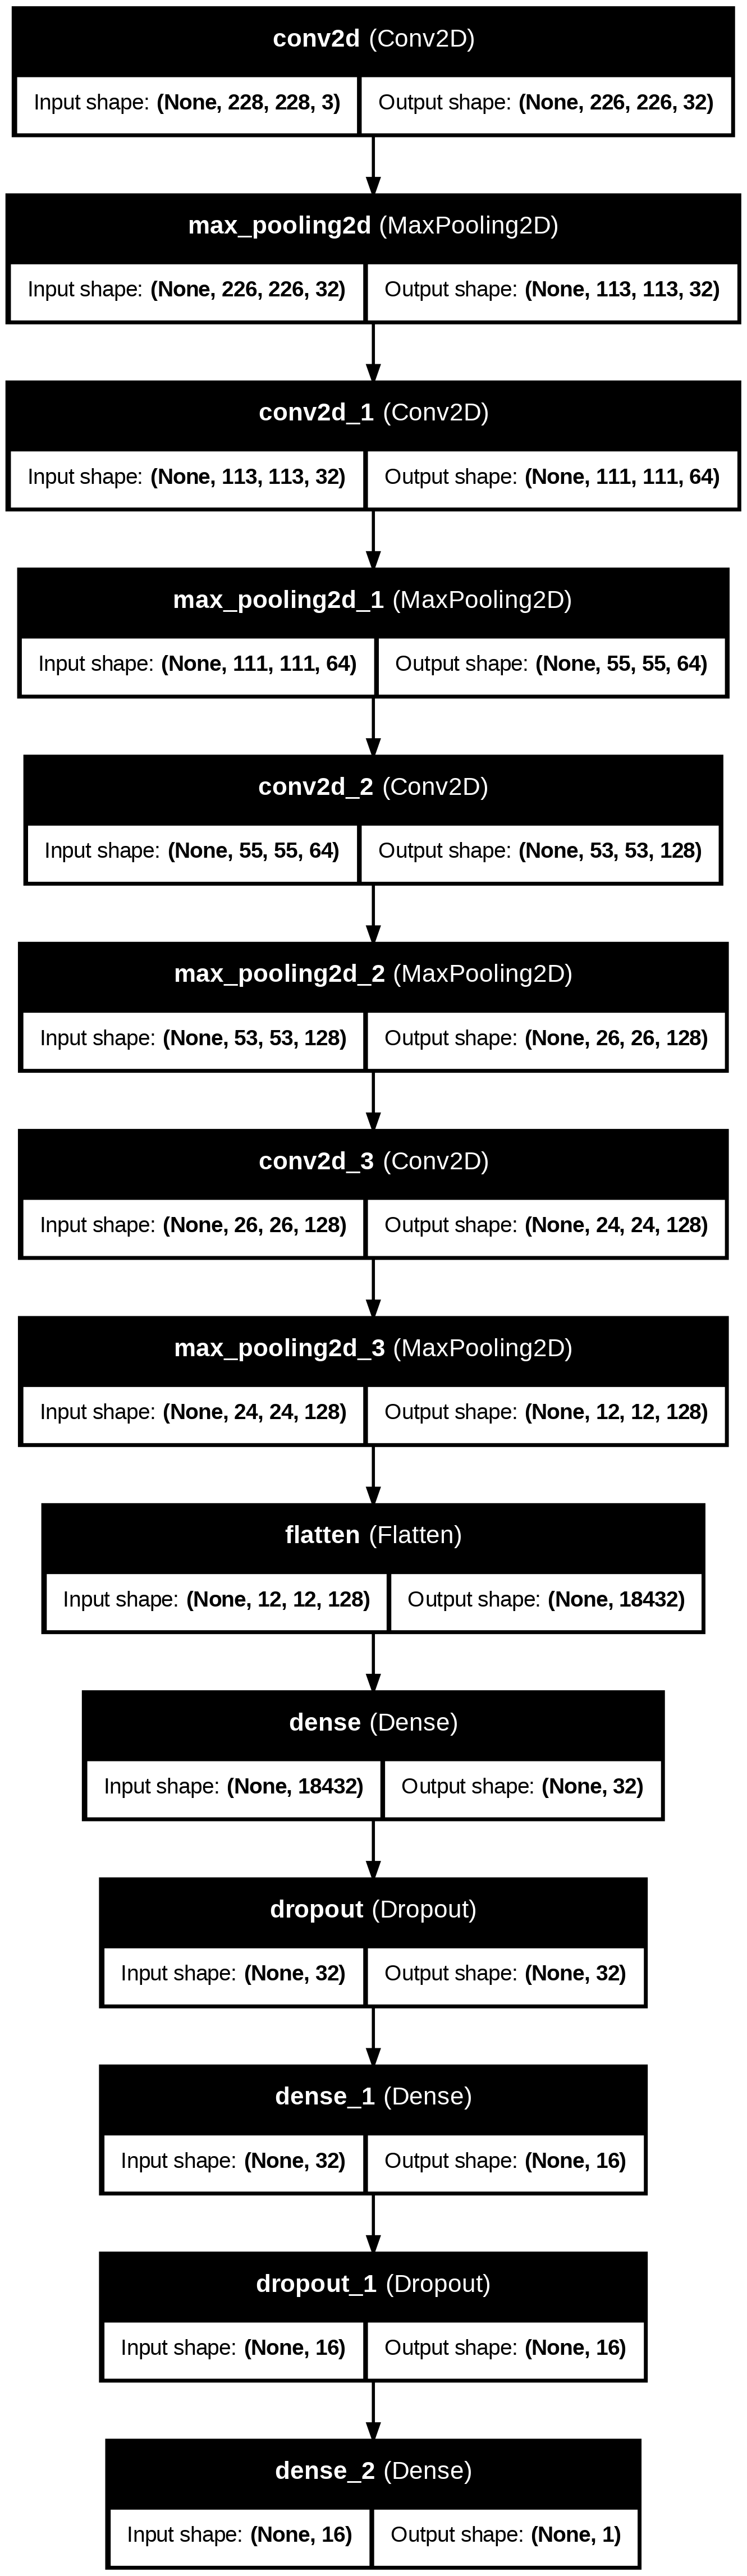 conv2d (Conv2D)
Input shape: (None, 228, 228, 3) Output shape: (None, 226, 226, 32)
max_pooling2d (MaxPooling2D)
Input shape: (None, 226, 226, 32) Output shape: (None, 113, 113, 32)
conv2d_1 (Conv2D)
Input shape: (None, 113, 113, 32) Output shape: (None, 111, 111, 64)
max_pooling2d_1 (MaxPooling2D)
Input shape: (None, 111, 111, 64) Output shape: (None, 55, 55, 64)
conv2d_2 (Conv2D)
Input shape: (None, 55, 55, 64) Output shape: (None, 53, 53, 128)
max_pooling2d_2 (MaxPooling2D)
Input shape: (None, 53, 53, 128) Output shape: (None, 26, 26, 128)
conv2d_3 (Conv2D)
Input shape: (None, 26, 26, 128) Output shape: (None, 24, 24, 128)
max_pooling2d_3 (MaxPooling2D)
Input shape: (None, 24, 24, 128) Output shape: (None, 12, 12, 128)
flatten (Flatten)
Input shape: (None, 12, 12, 128) Output shape: (None, 18432)
dense (Dense)
Input shape: (None, 18432) Output shape: (None, 32)
dropout (Dropout)
Input shape: (None, 32) Output shape: (None, 32)
dense_1 (Dense)
Input shape: (None, 32) Output shape: (None, 16)
dropout_1 (Dropout)
Input shape: (None, 16) Output shape: (None, 16)
dense_2 (Dense)
Input shape: (None, 16) Output shape: (None, 1)